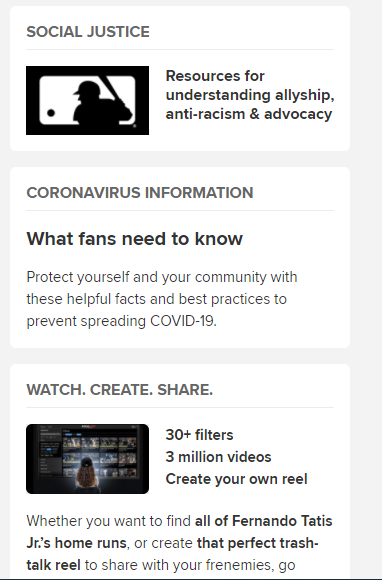 SOCIAL JUSTICE
Resources for
understanding allyship,
anti-racism & advocacy
CORONAVIRUS INFORMATION
What fans need to know
Protect yourself and your community with
these helpful facts and best practices to
prevent spreading COVID-19.
WATCH. CREATE. SHARE.
30+ filters
3 million videos
Create your own reel
Whether you want to find all of Fernando Tatis
Jr.’s home runs, or create that perfect trash-
talk reel to share with your frenemies, go